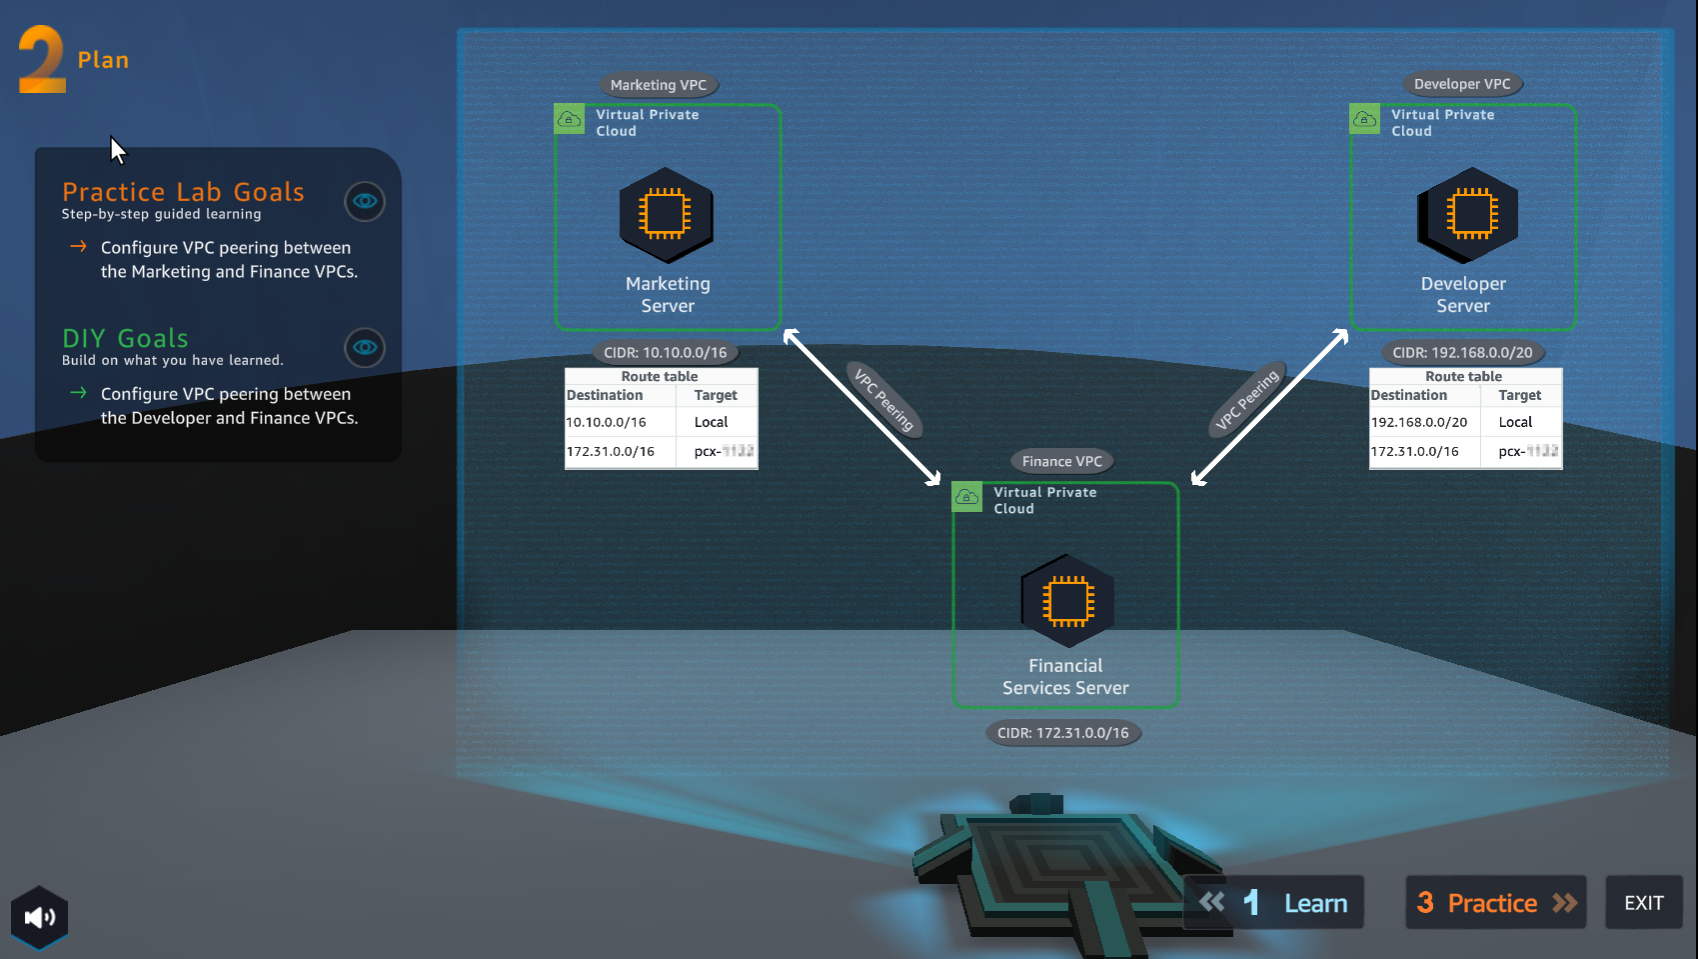 2 Plan
Practice Lab Goals
Step-by-step guided learning
→ Configure VPC peering between
the Marketing and Finance VPCs.
DIY Goals
Build on what you have learned.
→ Configure VPC peering between
the Developer and Finance VPCs.
Marketing VPC
Virtual Private
Cloud
Marketing
Server
CIDR: 10.10.0.0/16
Route table
Destination Target
10.10.0.0/16 Local
172.31.0.0/16 pcx-
VPC Peering
Developer VPC
Virtual Private
Cloud
Developer
Server
CIDR: 192.168.0.0/20
Route table
Destination Target
192.168.0.0/20 Local
172.31.0.0/16 pcx-
VPC Peering
Finance VPC
Virtual Private
Cloud
Financial
Services Server
CIDR: 172.31.0.0/16
1 Learn
3 Practice
EXIT